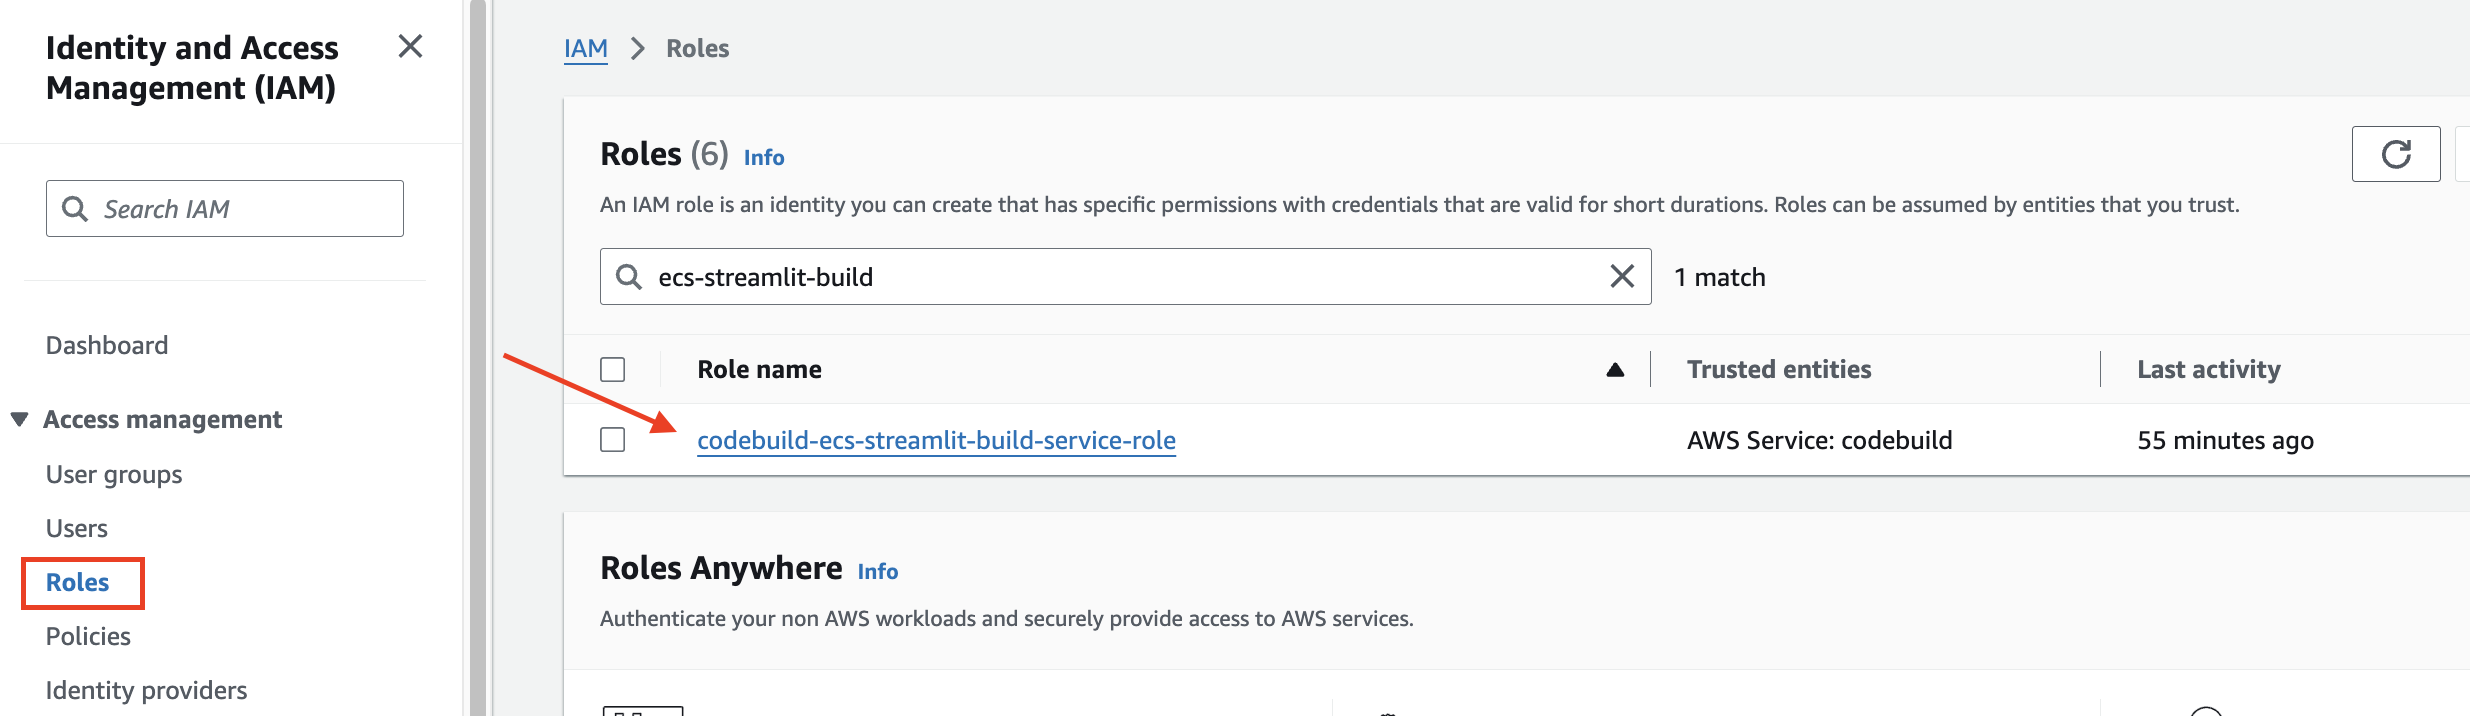 Identity and Access
Management (IAM)
Search IAM
Dashboard
Access management
User groups
Users
Roles
Policies
Identity providers
IAM > Roles
Roles (6) Info
An IAM role is an identity you can create that has specific permissions with credentials that are valid for short durations. Roles can be assumed by entities that you trust.
ecs-streamlit-build
1 match
Role name Trusted entities Last activity
codebuild-ecs-streamlit-build-service-role AWS Service: codebuild 55 minutes ago
Roles Anywhere Info
Authenticate your non AWS workloads and securely provide access to AWS services.